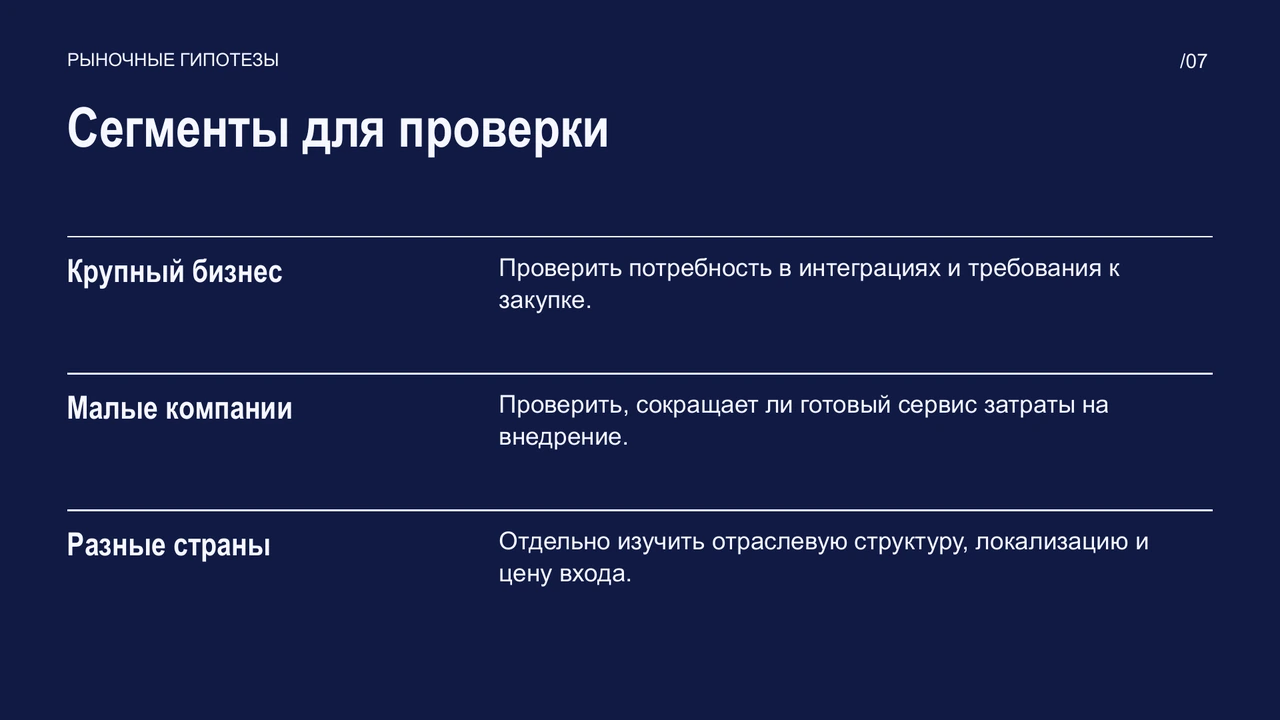 РЫНОЧНЫЕ ГИПОТЕЗЫ
/07
Сегменты для проверки
Крупный бизнес
Проверить потребность в интеграциях и требования к
закупке.
Малые компании
Проверить, сокращает ли готовый сервис затраты на
внедрение.
Разные страны
Отдельно изучить отраслевую структуру, локализацию и
цену входа.